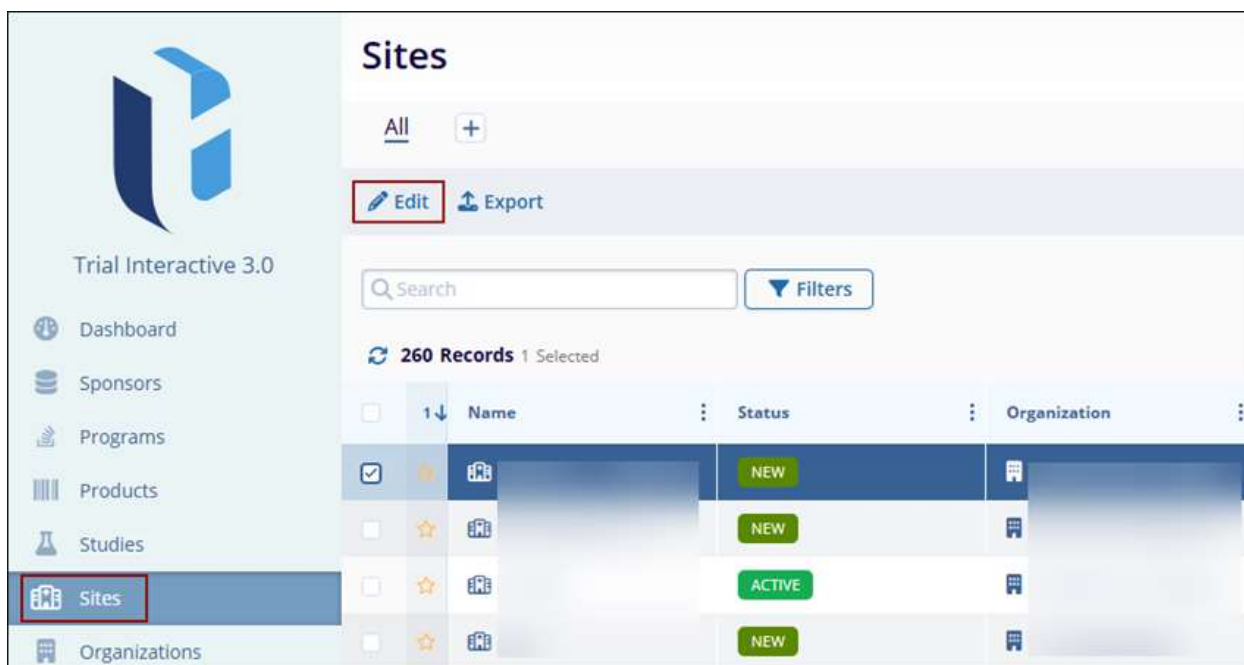 Sites
All
Edit Export
Trial Interactive 3.0
Search Filters
Dashboard
260 Records 1 Selected
Sponsors
1 Name Status Organization
Programs
NEW
Products
NEW
Studies
ACTIVE
Sites
NEW
Organizations